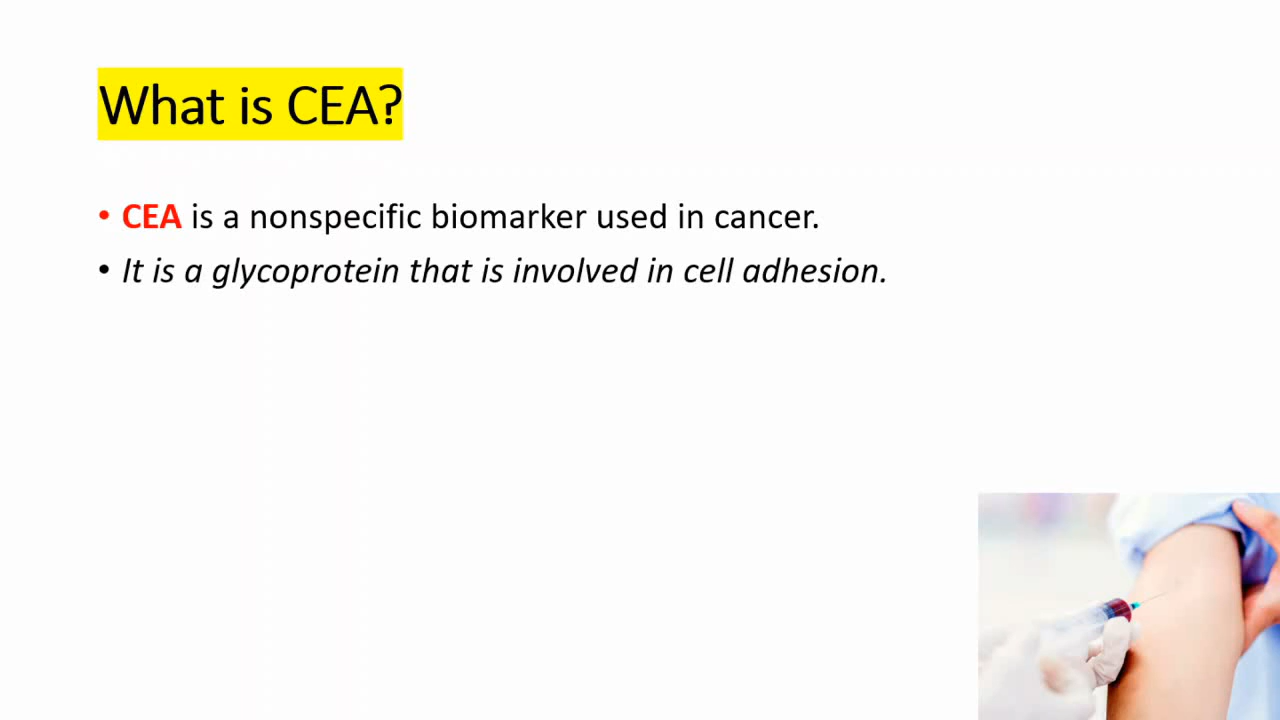 What is CEA?
• CEA is a nonspecific biomarker used in cancer.
• It is a glycoprotein that is involved in cell adhesion.